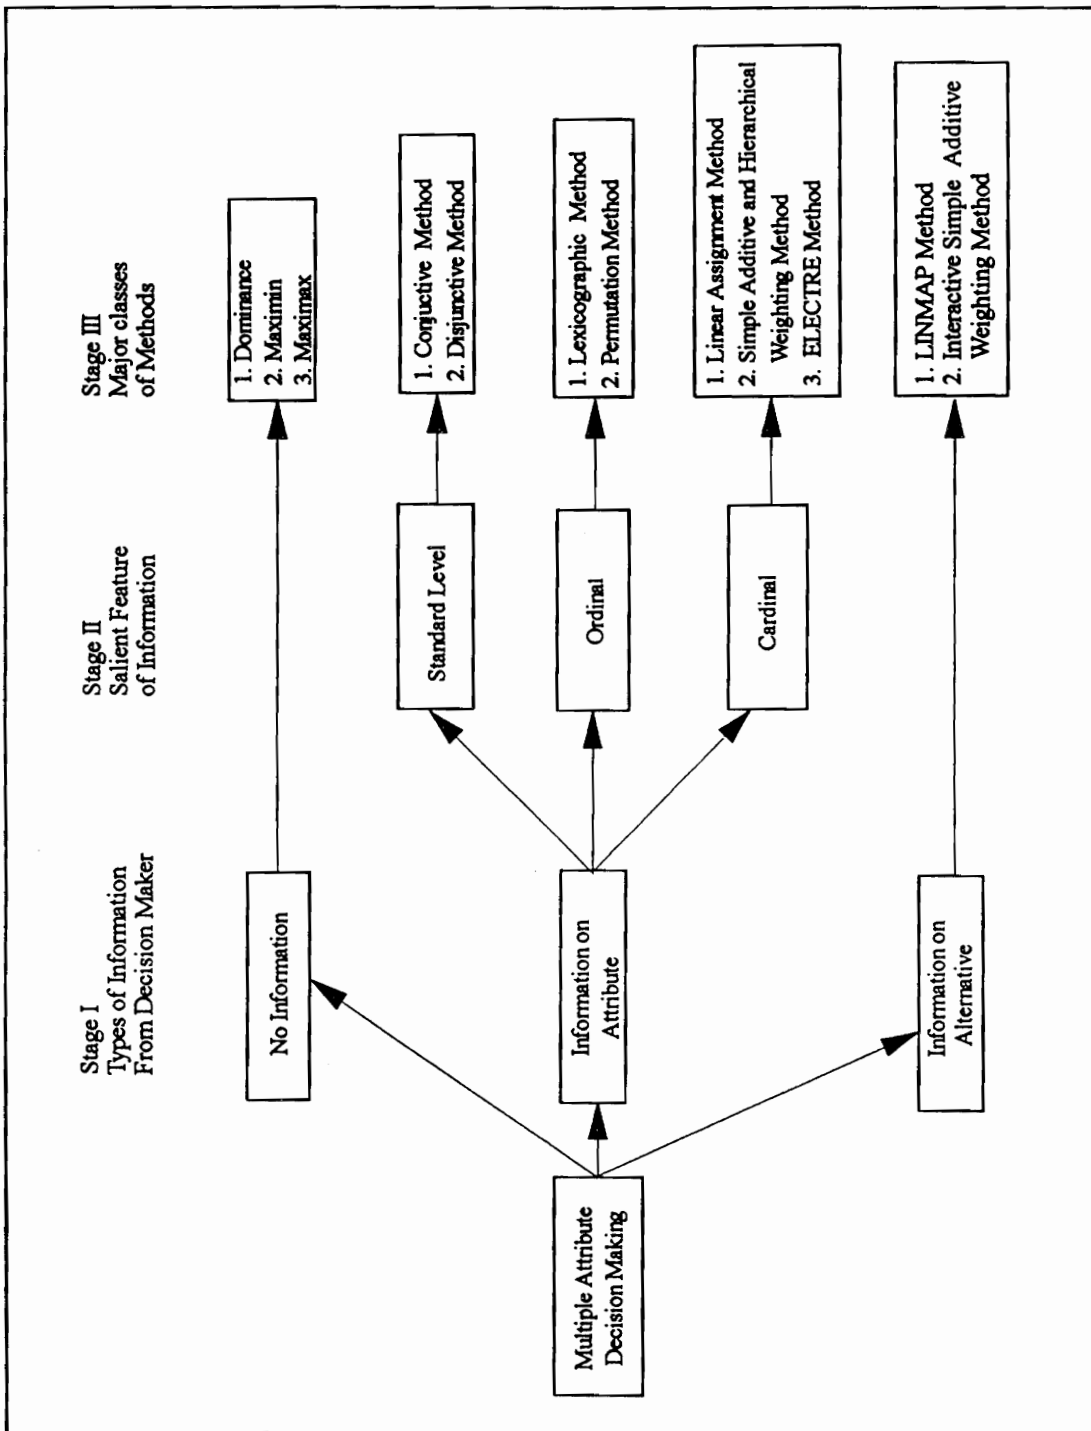 Stage I
Types of Information
From Decision Maker
Stage II
Salient Feature
of Information
Stage III
Major classes
of Methods
Multiple Attribute
Decision Making
No Information
Information on
Attribute
Information on
Alternative
Standard Level
Ordinal
Cardinal
1. Dominance
2. Maximin
3. Maximax
1. Conjuctive Method
2. Disjunctive Method
1. Lexicographic Method
2. Permutation Method
1. Linear Assignment Method
2. Simple Additive and Hierarchical
Weighting Method
3. ELECTRE Method
1. LINMAP Method
2. Interactive Simple Additive
Weighting Method